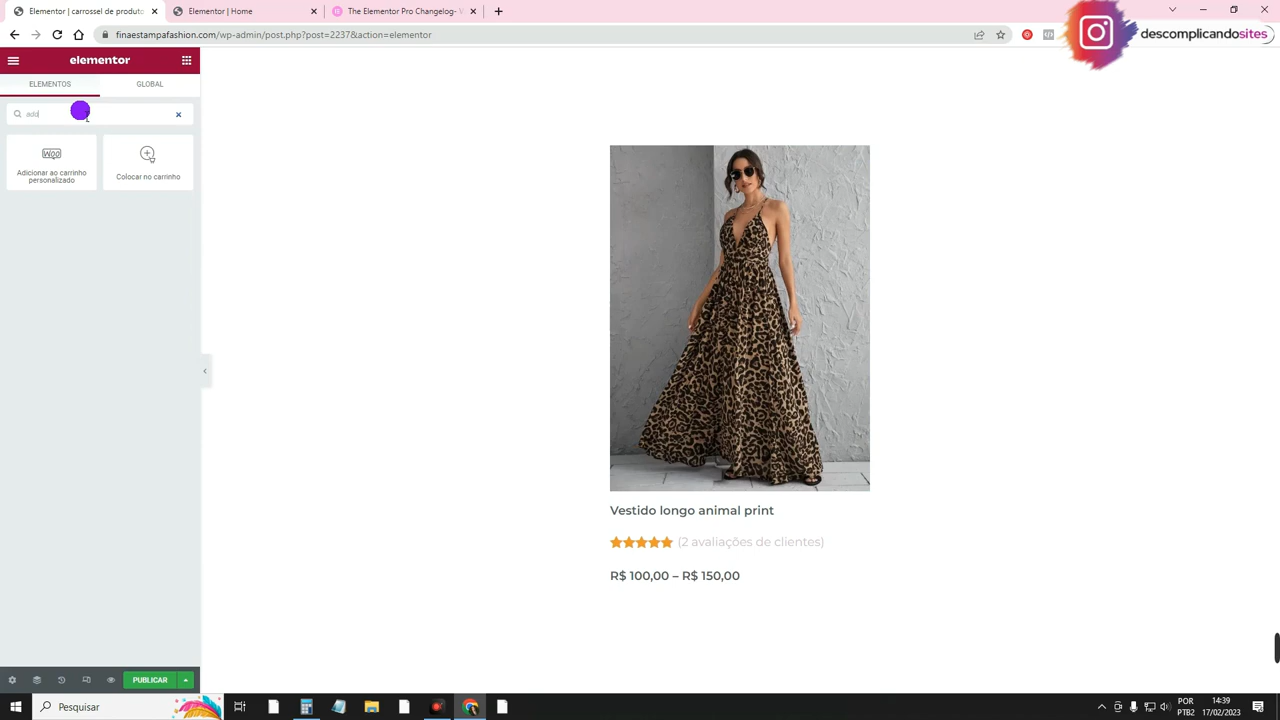 Elementor | carrossel de produto
Elementor | Home
The Elementor Pro Changelog- V
descomplicandosites
finaestampafashion.com/wp-admin/post.php?post=2237&action=elementor
elementor
ELEMENTOS
GLOBAL
add
Woo
Adicionar ao carrinho
personalizado
Colocar no carrinho
Vestido longo animal print
(2 avaliações de clientes)
R$ 100,00 – R$ 150,00
PUBLICAR
Pesquisar
POR
PTB2
14:39
17/02/2023